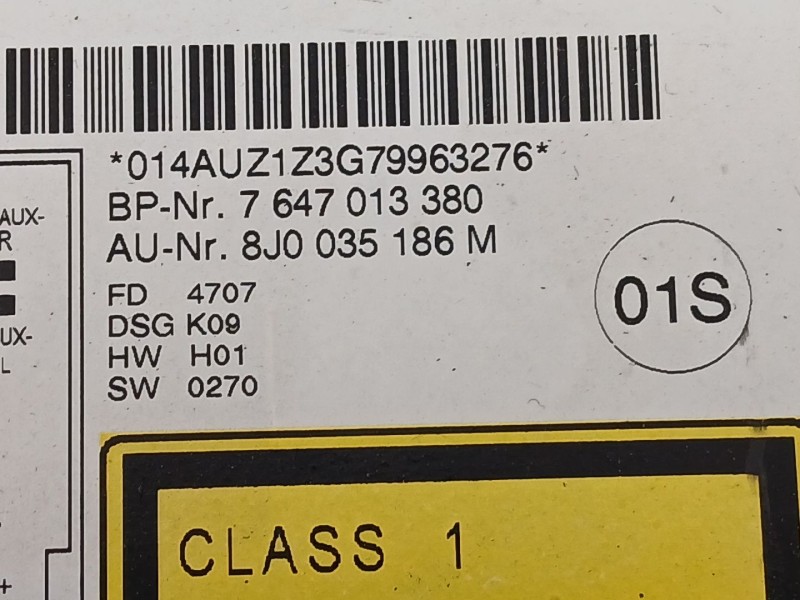 *014AUZ1Z3G79963276*
BP-Nr. 7 647 013 380
AU-Nr. 8J0 035 186 M
AUX-
R
FD 4707
DSG K09
HW H01
SW 0270
01S
UX-
L
CLASS 1
+